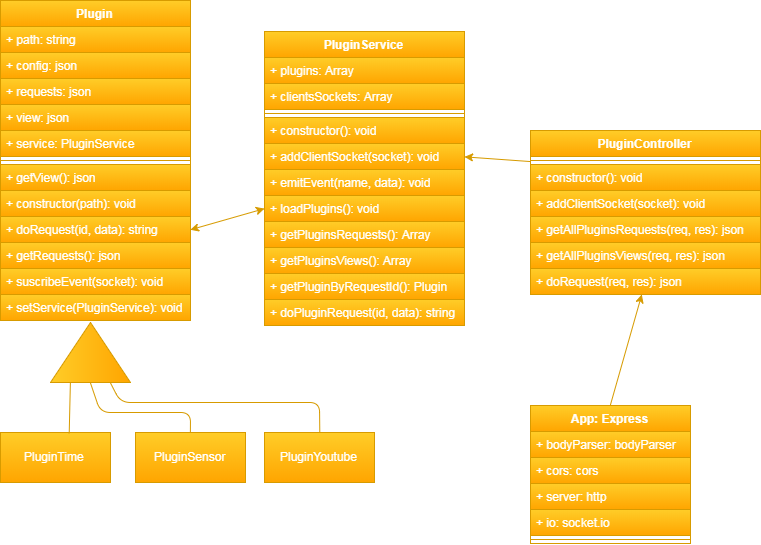 Plugin
+ path: string
+ config: json
+ requests: json
+ view: json
+ service: PluginService
+ getView(): json
+ constructor(path): void
+ doRequest(id, data): string
+ getRequests(): json
+ suscribeEvent(socket): void
+ setService(PluginService): void
PluginService
+ plugins: Array
+ clientsSockets: Array
+ constructor(): void
+ addClientSocket(socket): void
+ emitEvent(name, data): void
+ loadPlugins(): void
+ getPluginsRequests(): Array
+ getPluginsViews(): Array
+ getPluginByRequestId(): Plugin
+ doPluginRequest(id, data): string
PluginController
+ constructor(): void
+ addClientSocket(socket): void
+ getAllPluginsRequests(req, res): json
+ getAllPluginsViews(req, res): json
+ doRequest(req, res): json
PluginTime
PluginSensor
PluginYoutube
App: Express
+ bodyParser: bodyParser
+ cors: cors
+ server: http
+ io: socket.io